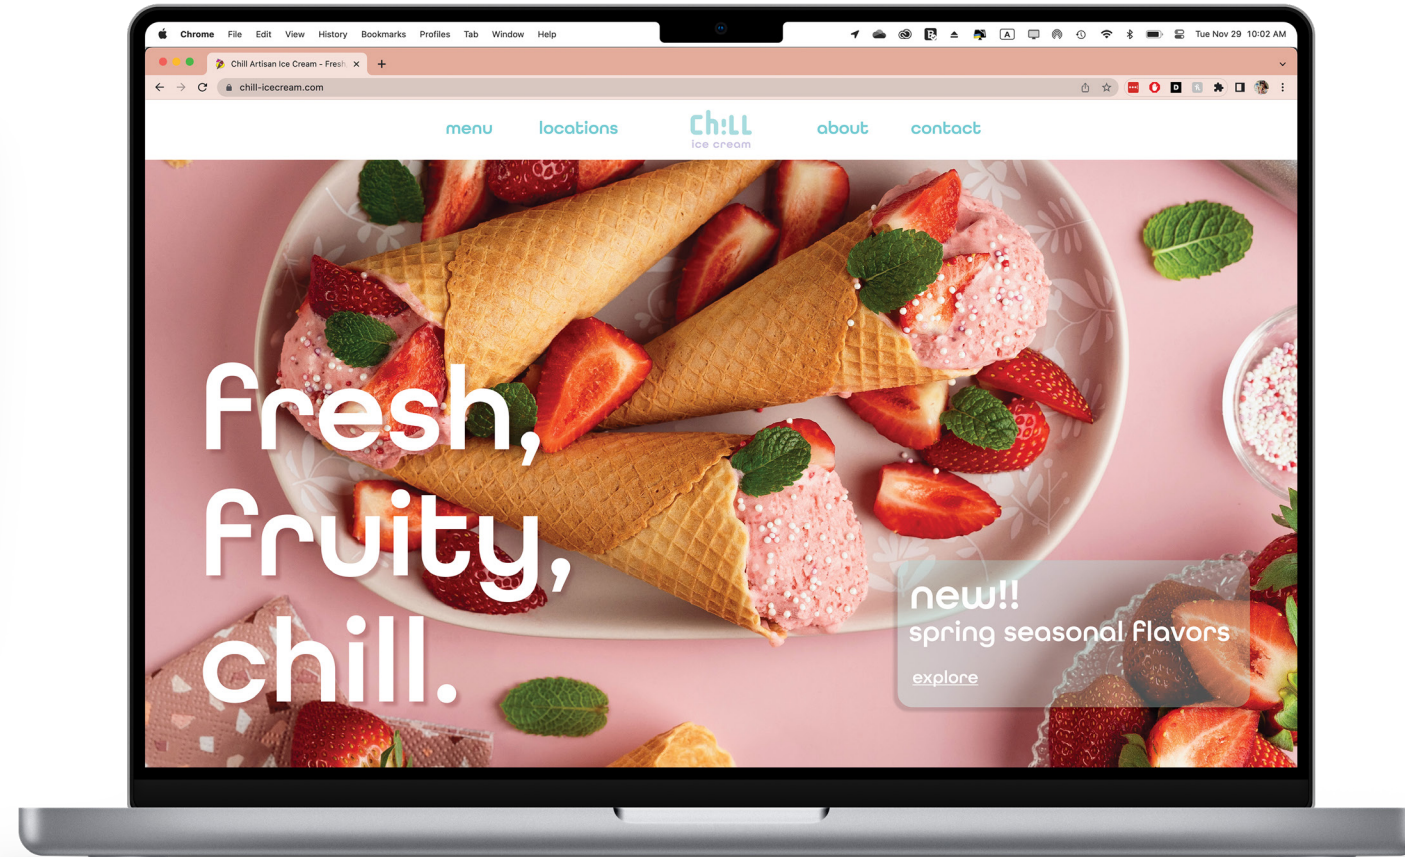 Chrome File Edit View History Bookmarks Profiles Tab Window Help A Tue Nov 29 10:02 AM
Chill Artisan Ice Cream - Fresh
chill-icecream.com
menu locations ch!LL about contact
ice cream
fresh,
fruity,
chill.
new!!
spring seasonal flavors
explore